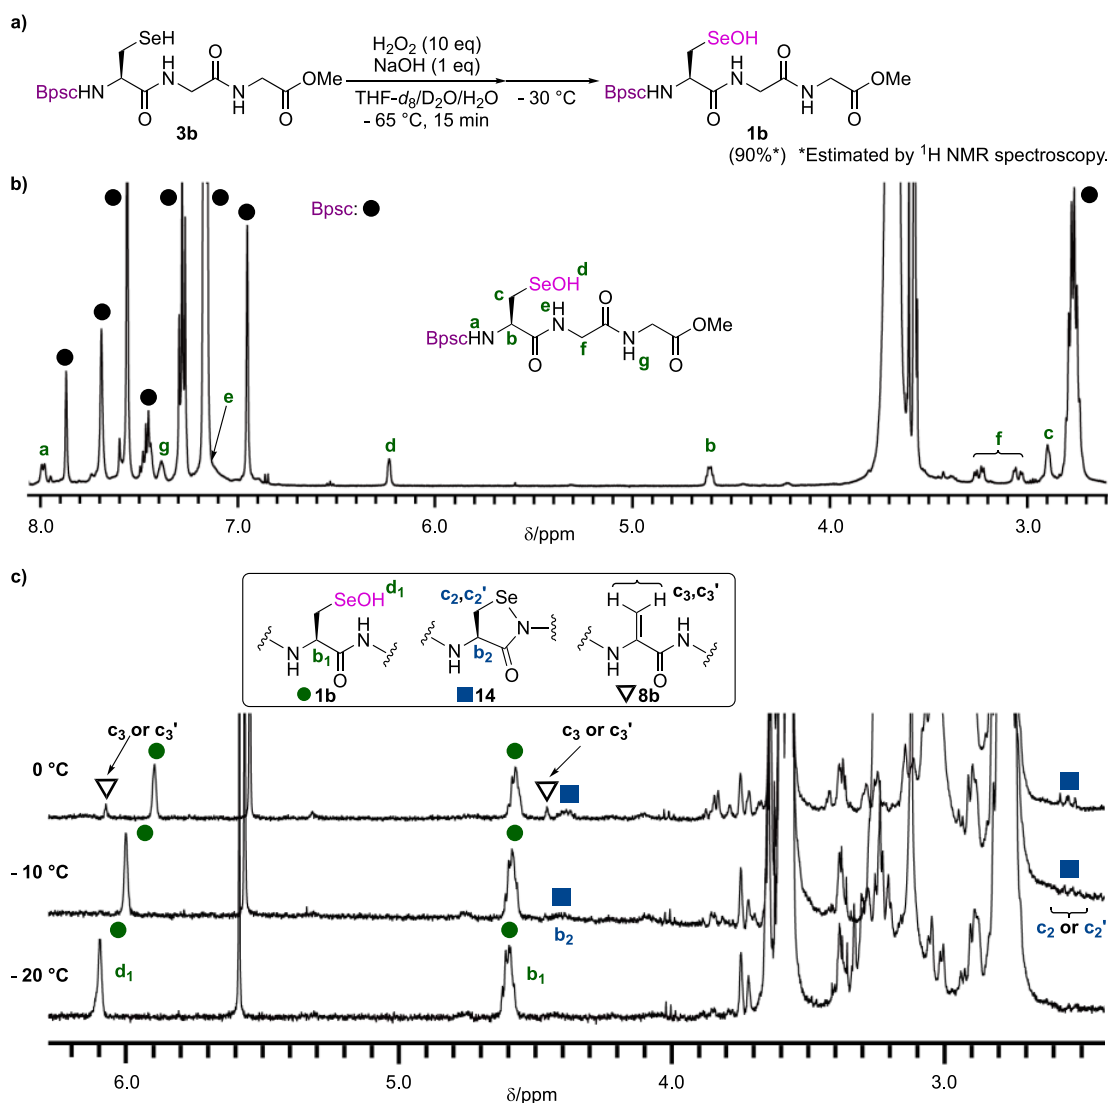 a)
SeH
BpscHN
O
H
N
O
N
H
OMe
O
3b
H2O2 (10 eq)
NaOH (1 eq)
THF-d8/D2O/H2O
- 65 °C, 15 min
- 30 °C
SeOH
BpscHN
O
H
N
O
N
H
OMe
O
1b
(90%*) *Estimated by 1H NMR spectroscopy.
b)
Bpsc:
SeOH d
c
a
BpscHN
b
O
e
H
N
f
O
N
H
g
OMe
O
a
g
e
d
b
f
c
8.0 7.0 6.0 5.0 4.0 3.0
δ/ppm
c)
SeOH d1
N
H
b1
O
H
N
1b
c2,c2'
Se
N
N
H
b2
O
14
c3,c3'
H H
N
H
O
H
N
8b
c3 or c3'
c3 or c3'
0 °C
- 10 °C
b2
c2 or c2'
- 20 °C
d1
b1
6.0 5.0 4.0 3.0
δ/ppm